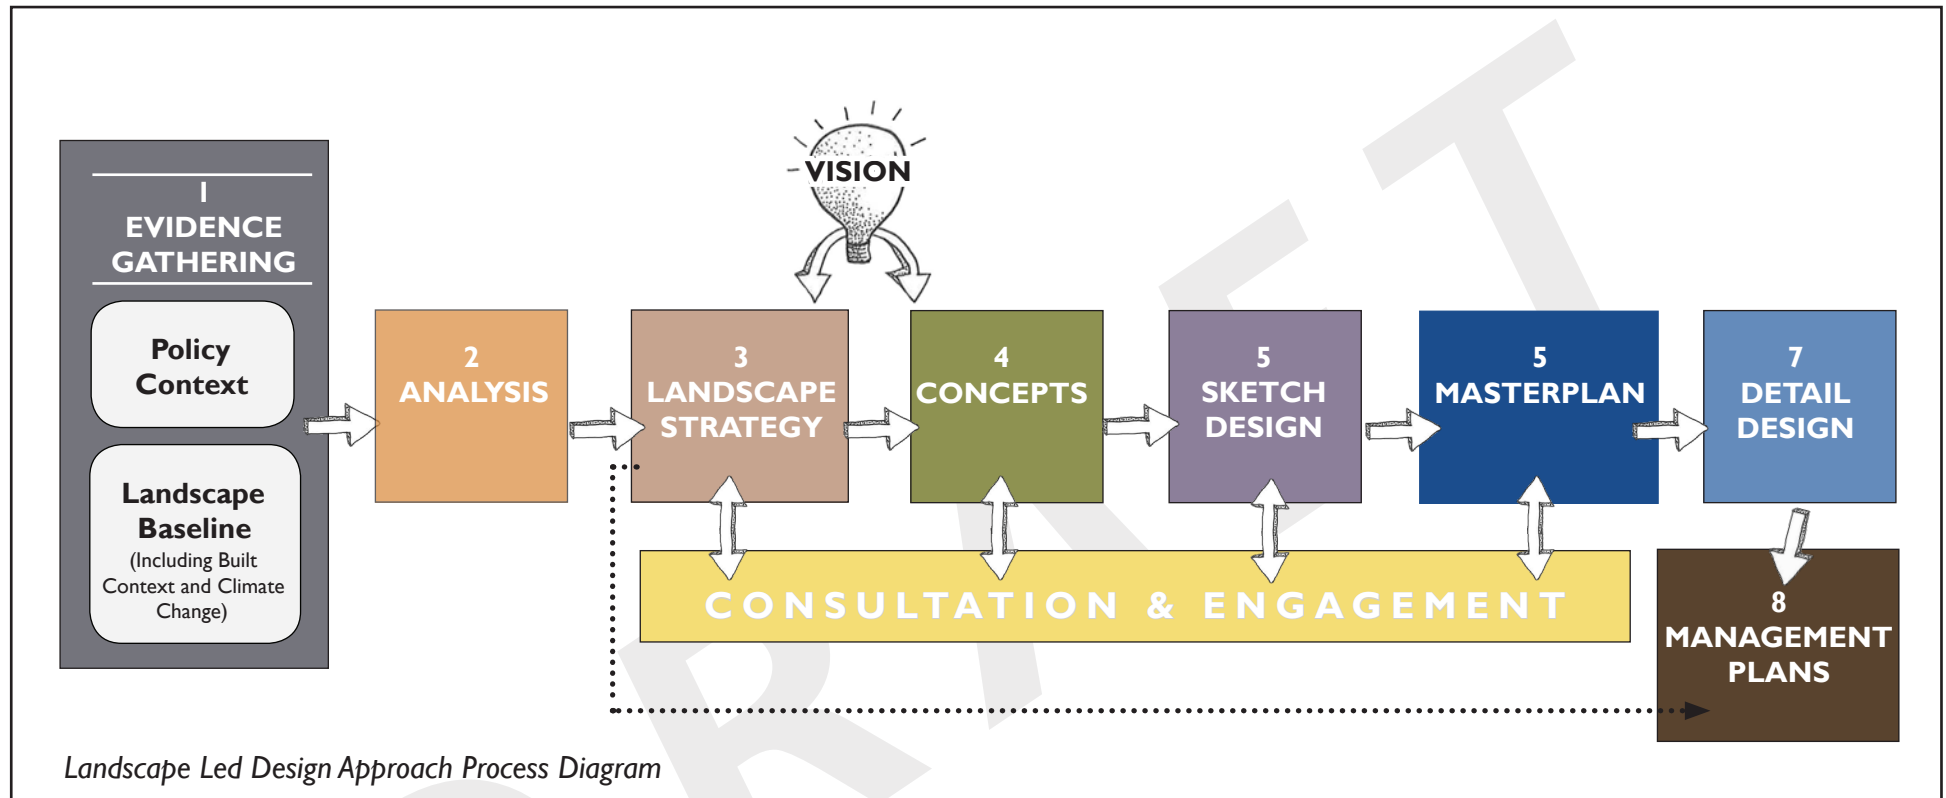 1
EVIDENCE
GATHERING
Policy
Context
Landscape
Baseline
(Including Built
Context and Climate
Change)
2
ANALYSIS
VISION
3
LANDSCAPE
STRATEGY
4
CONCEPTS
5
SKETCH
DESIGN
5
MASTERPLAN
7
DETAIL
DESIGN
CONSULTATION & ENGAGEMENT
8
MANAGEMENT
PLANS
Landscape Led Design Approach Process Diagram
DRAFT